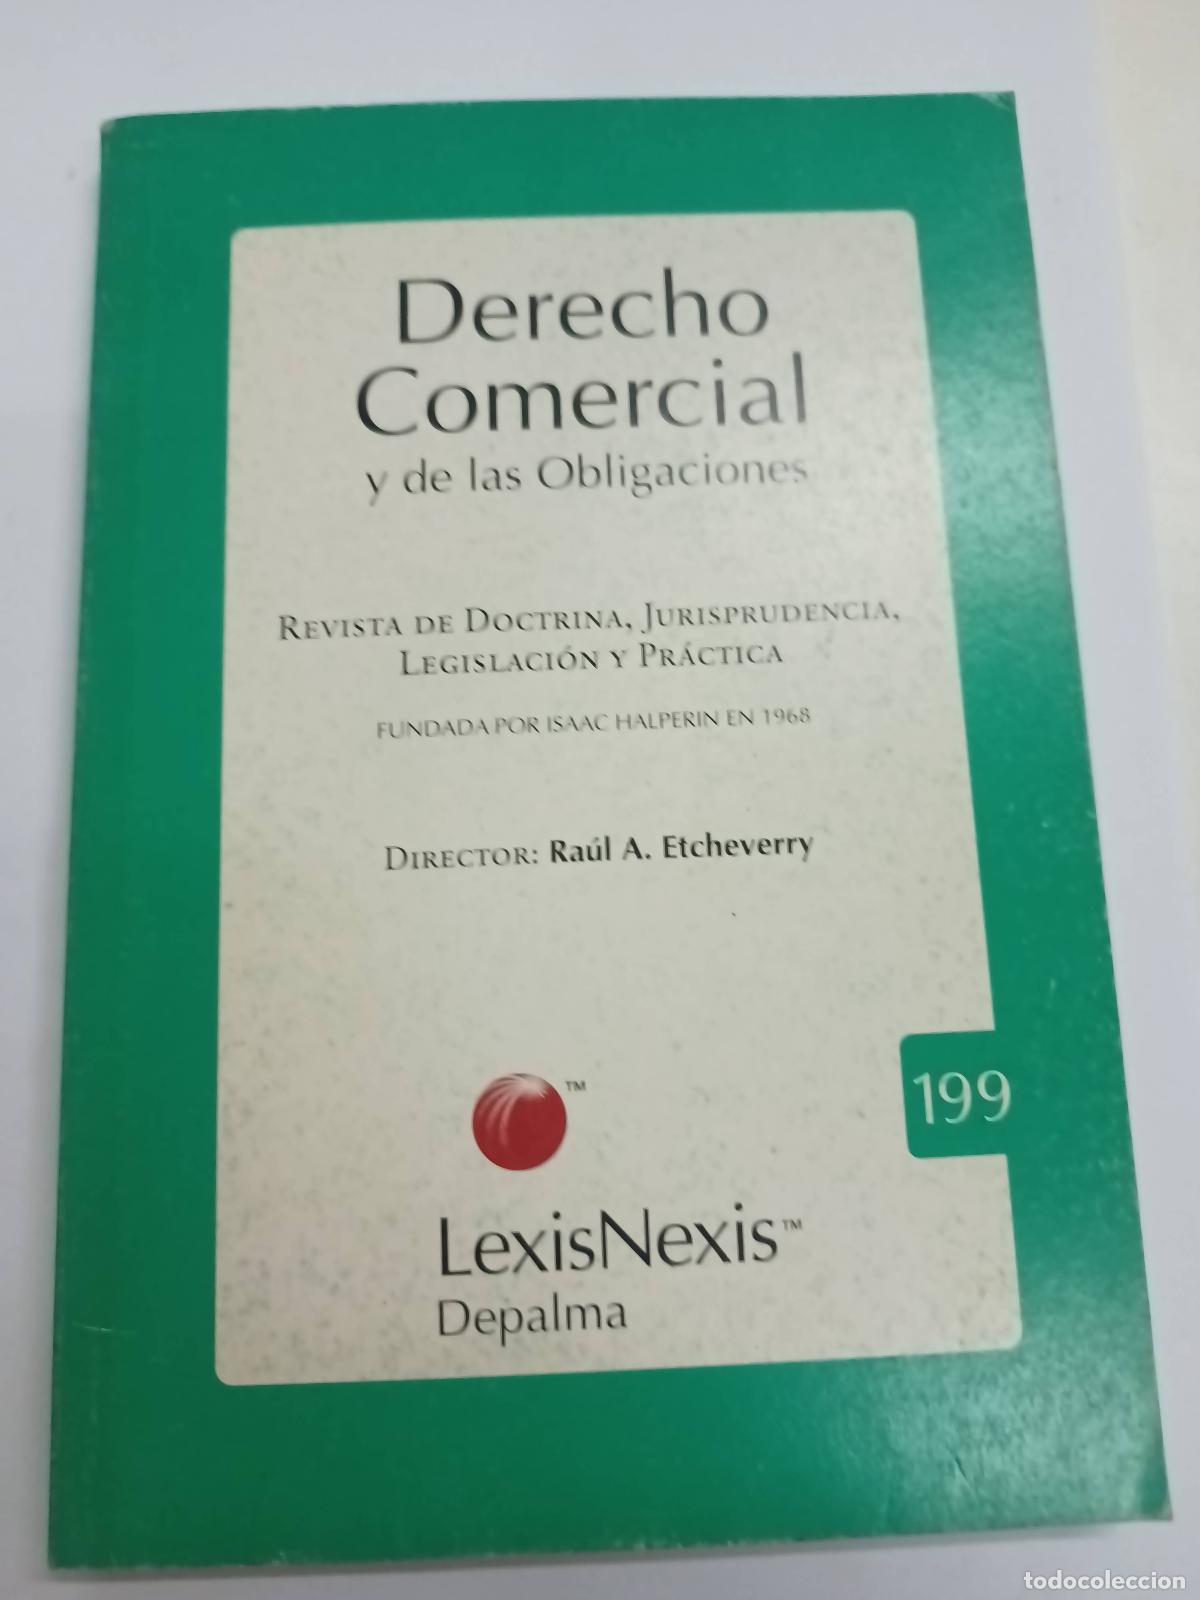 Derecho
Comercial
y de las Obligaciones
REVISTA DE DOCTRINA, JURISPRUDENCIA,
LEGISLACIÓN Y PRÁCTICA
FUNDADA POR ISAAC HALPERIN EN 1968
DIRECTOR: Raúl A. Etcheverry
199
TM
LexisNexis™
Depalma
todocoleccion